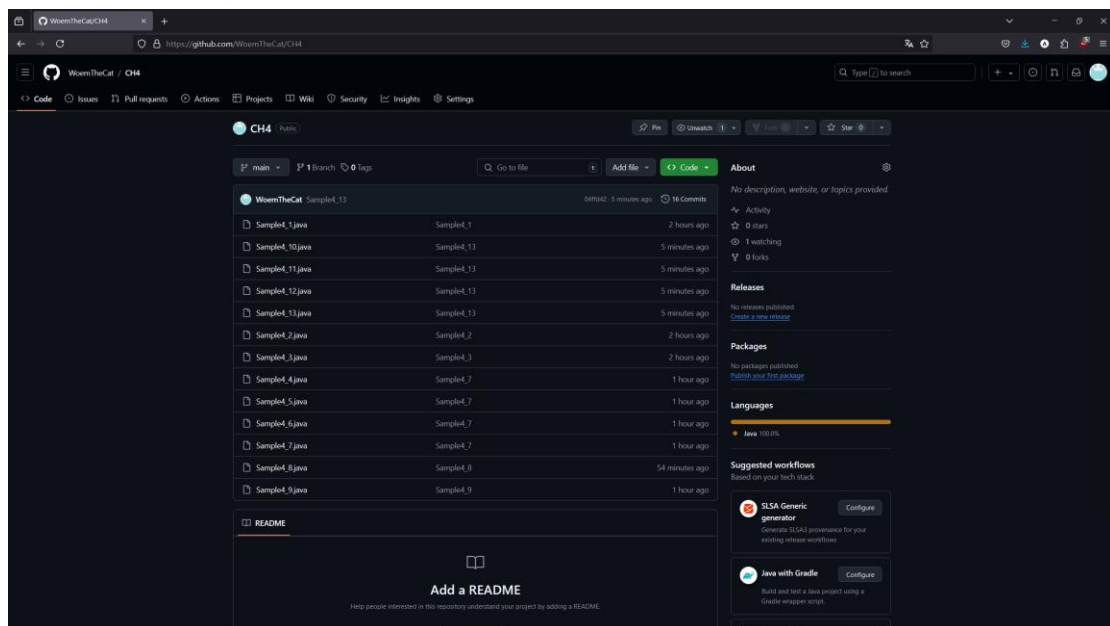 WoemTheCat/CH4
https://github.com/WoemTheCat/CH4
WoemTheCat / CH4
Type / to search
Code Issues Pull requests Actions Projects Wiki Security Insights Settings
CH4 Public
Pin Unwatch 1 Fork 0 Star 0
main 1 Branch 0 Tags Go to file t Add file Code
WoemTheCat Sample4_13 5 minutes ago 16 Commits
Sample4_1.java Sample4_1 2 hours ago
Sample4_10.java Sample4_13 5 minutes ago
Sample4_11.java Sample4_13 5 minutes ago
Sample4_12.java Sample4_13 5 minutes ago
Sample4_13.java Sample4_13 5 minutes ago
Sample4_2.java Sample4_2 2 hours ago
Sample4_3.java Sample4_3 2 hours ago
Sample4_4.java Sample4_7 1 hour ago
Sample4_5.java Sample4_7 1 hour ago
Sample4_6.java Sample4_7 1 hour ago
Sample4_7.java Sample4_7 1 hour ago
Sample4_8.java Sample4_8 54 minutes ago
Sample4_9.java Sample4_9 1 hour ago
README
Add a README
Help people interested in this repository understand your project by adding a README.
About
No description, website, or topics provided.
Activity
0 stars
1 watching
0 forks
Releases
No releases published
Create a new release
Packages
No packages published
Publish your first package
Languages
Java 100.0%
Suggested workflows
Based on your tech stack
SLSA Generic
generator
Configure
Generate SLSA3 provenance for your
existing release workflows
Java with Gradle
Configure
Build and test a Java project using a
Gradle wrapper script.